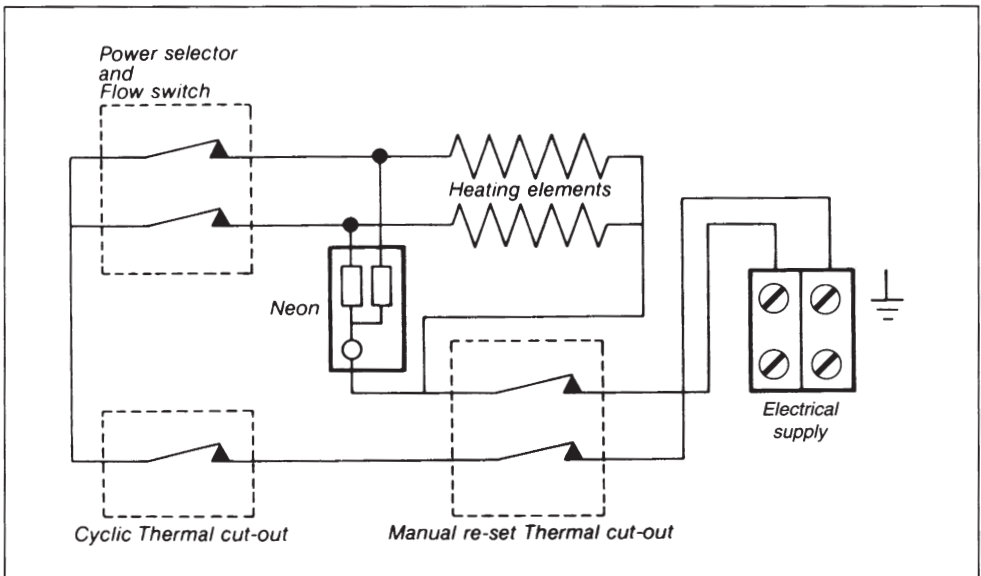 Power selector
and
Flow switch
Heating elements
Neon
Electrical
supply
Cyclic Thermal cut-out
Manual re-set Thermal cut-out